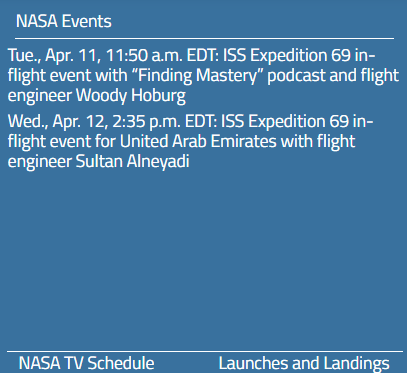 NASA Events
Tue., Apr. 11, 11:50 a.m. EDT: ISS Expedition 69 in-
flight event with “Finding Mastery” podcast and flight
engineer Woody Hoburg
Wed., Apr. 12, 2:35 p.m. EDT: ISS Expedition 69 in-
flight event for United Arab Emirates with flight
engineer Sultan Alneyadi
NASA TV Schedule Launches and Landings